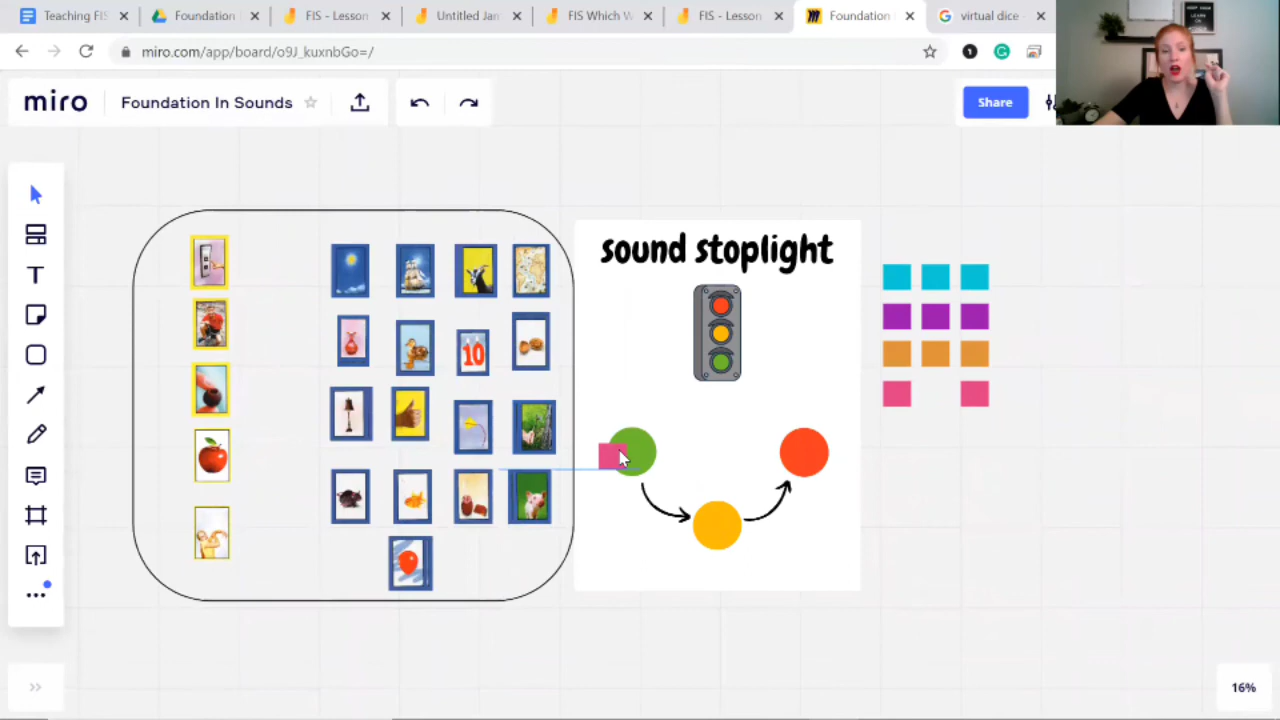 Teaching FIS
Foundation
FIS - Lesson
Untitled Jam
FIS Which W
FIS - Lesson
Foundation
virtual dice -
miro.com/app/board/o9J_kuxnbGo=/
miro
Foundation In Sounds
Share
sound stoplight
10
16%